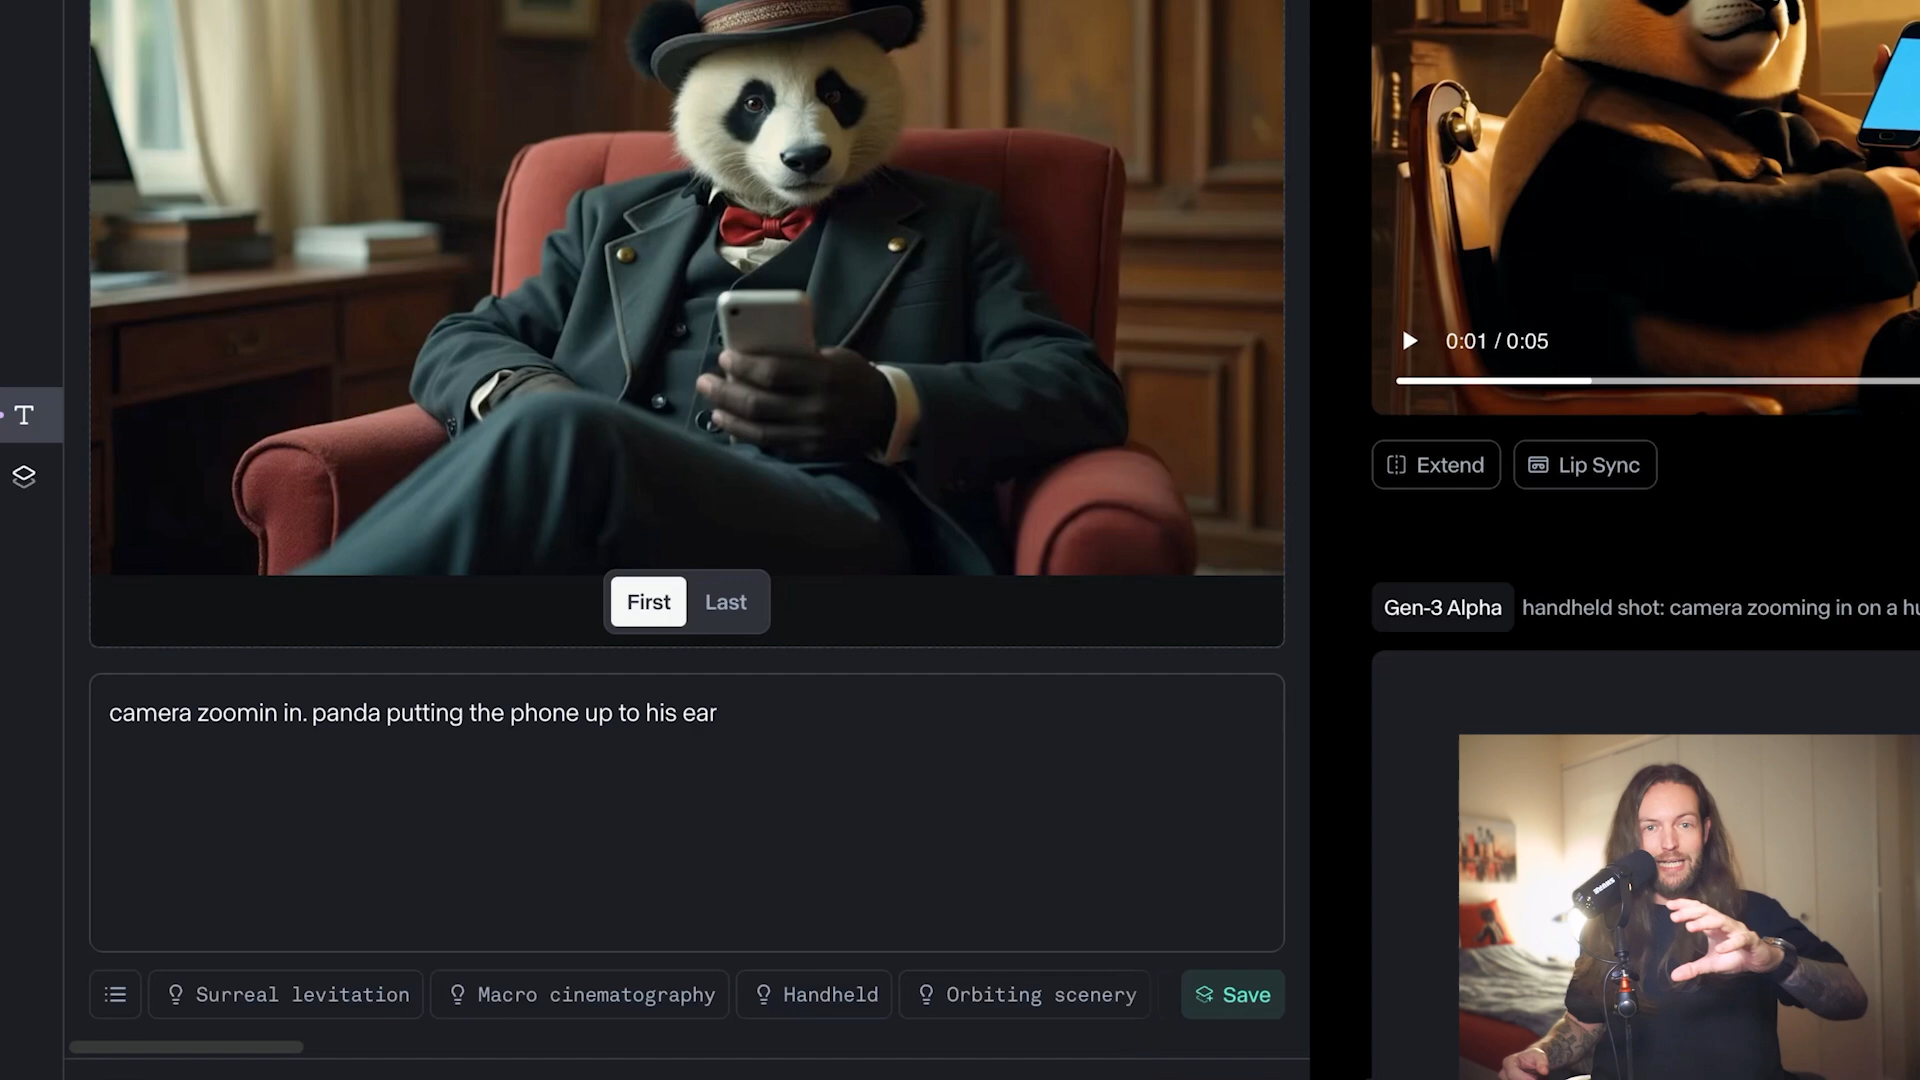 0:01 / 0:05
T
Extend
Lip Sync
First
Last
Gen-3 Alpha
handheld shot: camera zooming in on a hu
camera zoomin in. panda putting the phone up to his ear
Surreal levitation
Macro cinematography
Handheld
Orbiting scenery
Save